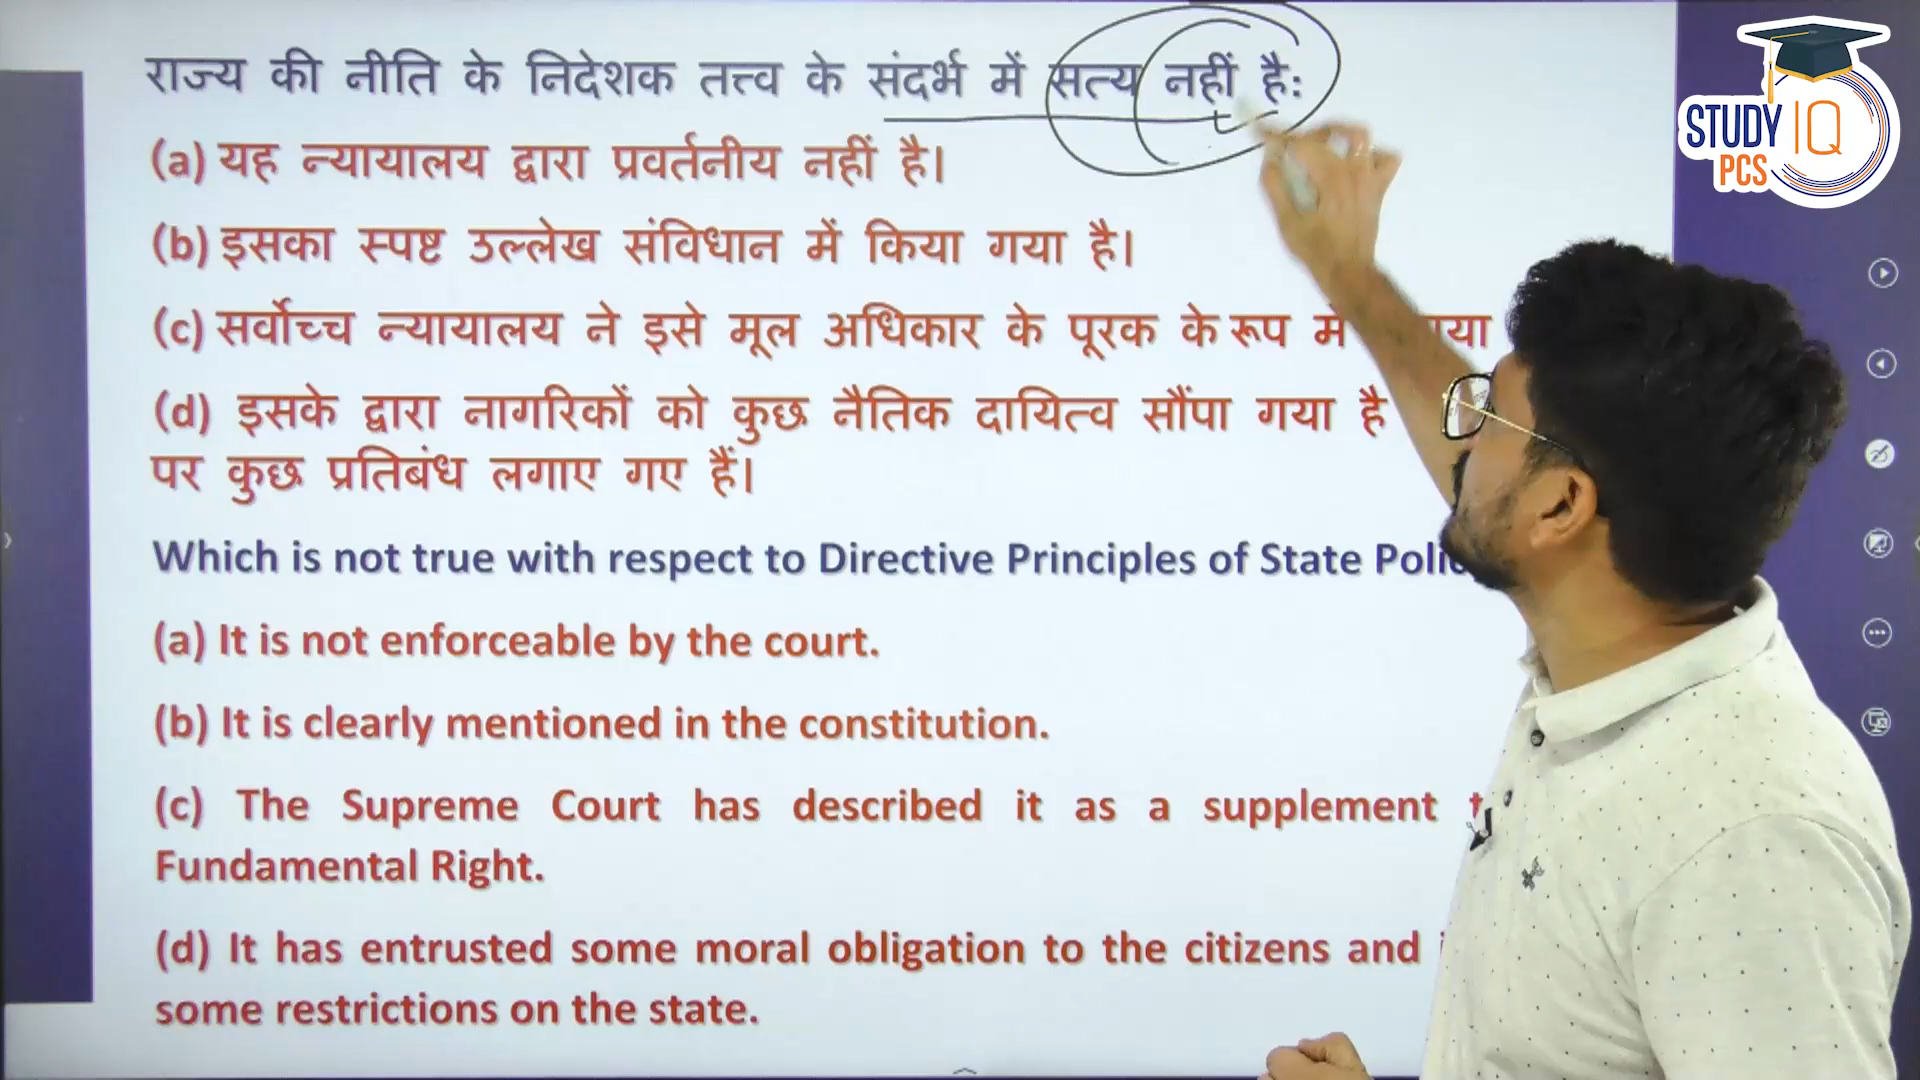 राज्य की नीति के निदेशक तत्त्व के संदर्भ में सत्य नहीं है:
(a) यह न्यायालय द्वारा प्रवर्तनीय नहीं है।
(b) इसका स्पष्ट उल्लेख संविधान में किया गया है।
(c) सर्वोच्च न्यायालय ने इसे मूल अधिकार के पूरक के रूप में
(d) इसके द्वारा नागरिकों को कुछ नैतिक दायित्व सौंपा गया है
पर कुछ प्रतिबंध लगाए गए हैं।
Which is not true with respect to Directive Principles of State
(a) It is not enforceable by the court.
(b) It is clearly mentioned in the constitution.
(c) The Supreme Court has described it as a supplement
Fundamental Right.
(d) It has entrusted some moral obligation to the citizens and
some restrictions on the state.
STUDY IQ
PCS